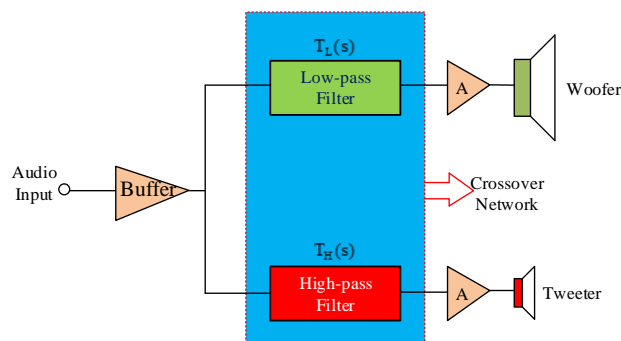 T_L(s)
Low-pass
Filter
A
Woofer
Audio
Input
Buffer
Crossover
Network
T_H(s)
High-pass
Filter
A
Tweeter